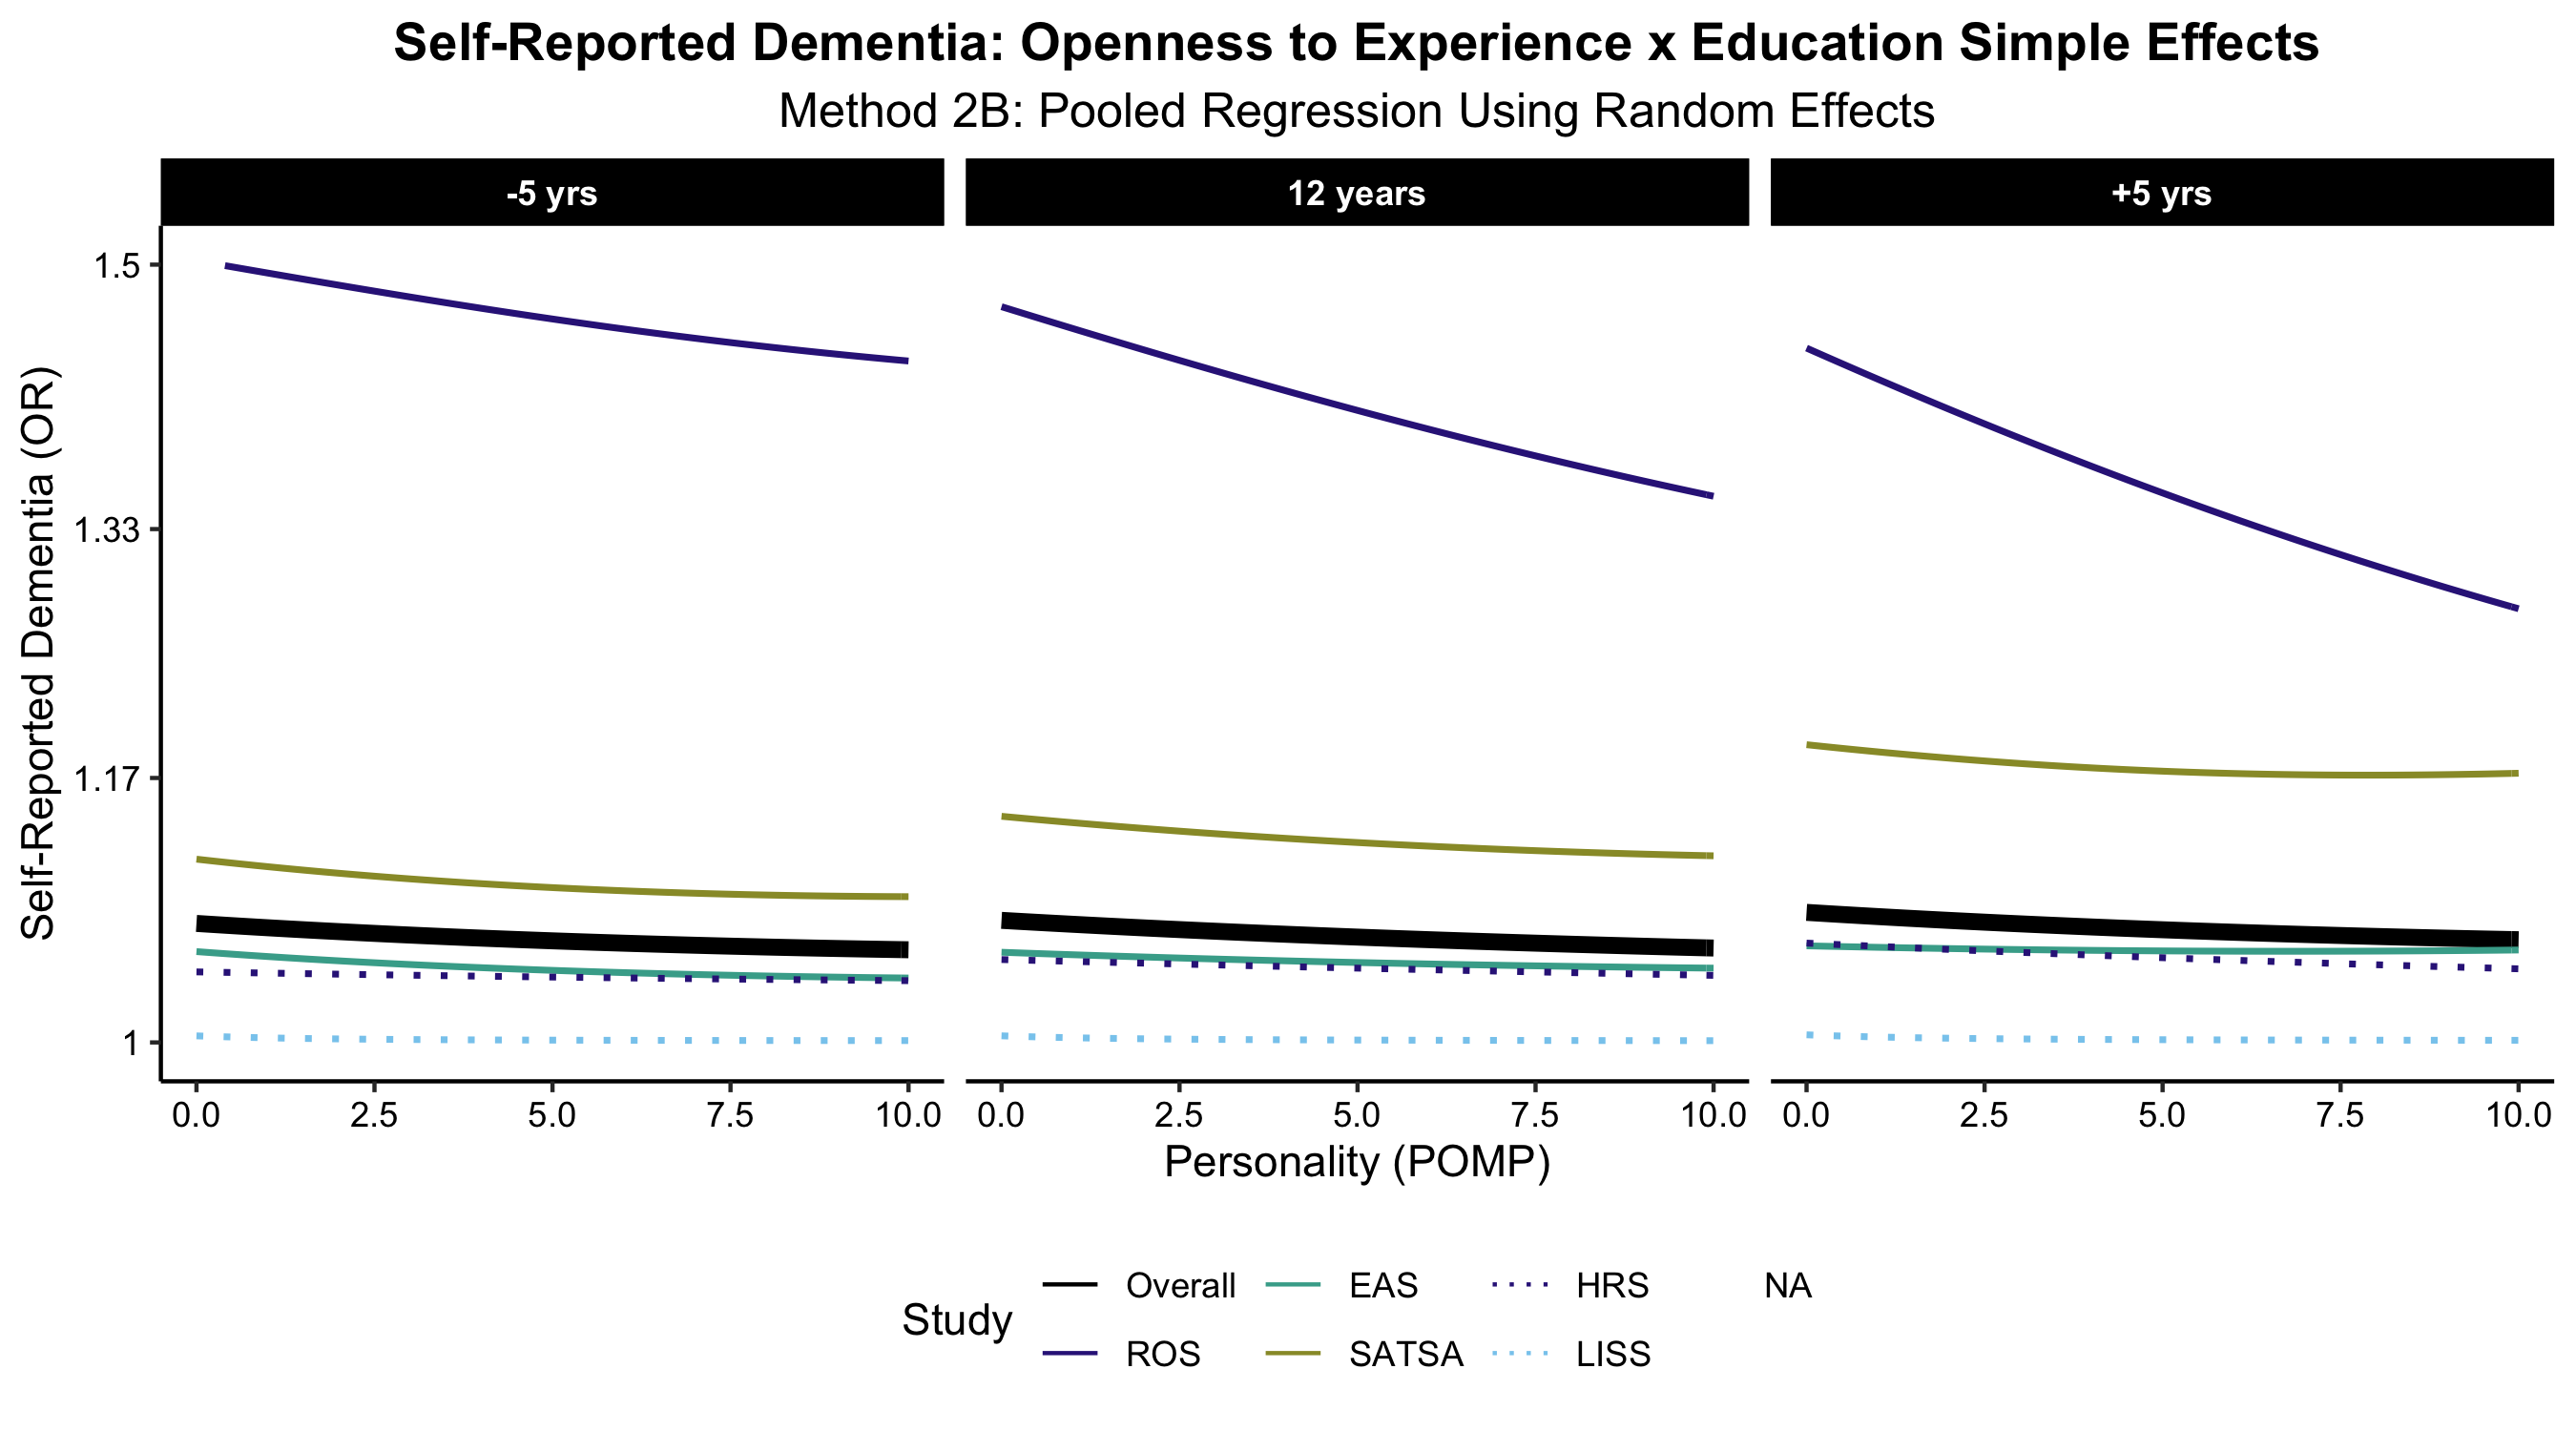 Self-Reported Dementia: Openness to Experience x Education Simple Effects
Method 2B: Pooled Regression Using Random Effects
-5 yrs
12 years
+5 yrs
Self-Reported Dementia (OR)
1.5
1.33
1.17
1
0.0 2.5 5.0 7.5 10.0
0.0 2.5 5.0 7.5 10.0
0.0 2.5 5.0 7.5 10.0
Personality (POMP)
Study
Overall EAS HRS NA
ROS SATSA LISS